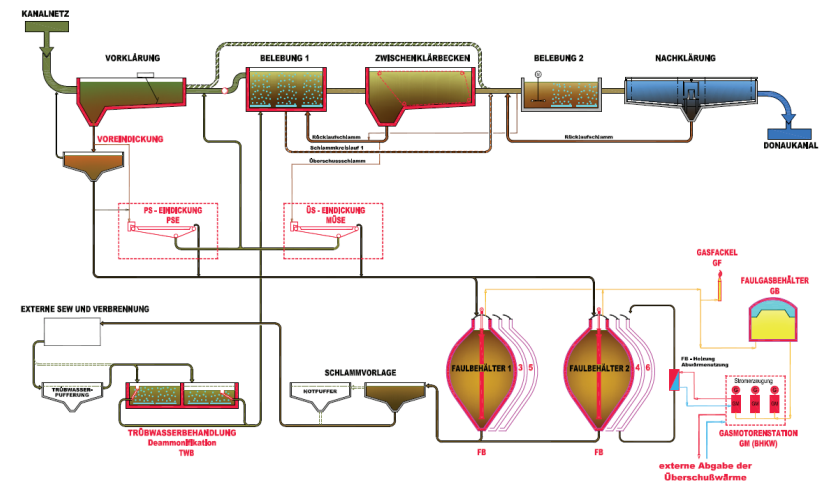 KANALNETZ
VORKLÄRUNG
BELEBUNG 1
ZWISCHENKLÄRBECKEN
BELEBUNG 2
NACHKLÄRUNG
VOREINDICKUNG
Rücklaufschlamm
Schlammkreislauf 1
Überschussschlamm
Rücklaufschlamm
DONAUKANAL
PS - EINDICKUNG
PSE
ÜS - EINDICKUNG
MÜSE
GASFACKEL
GF
FAULGASBEHÄLTER
GB
EXTERNE SEW UND VERBRENNUNG
FAULBEHÄLTER 1
3
5
FAULBEHÄLTER 2
4
6
FB - Heizung
Abwärmenutzung
Stromerzeugung
G
G
G
GM
GM
GM
SCHLAMMVORLAGE
NOTPUFFER
TRÜBWASSER-
PUFFERUNG
TRÜBWASSERBEHANDLUNG
Deammonifikation
TWB
FB
FB
GASMOTORENSTATION
GM (BHKW)
externe Abgabe der
Überschußwärme